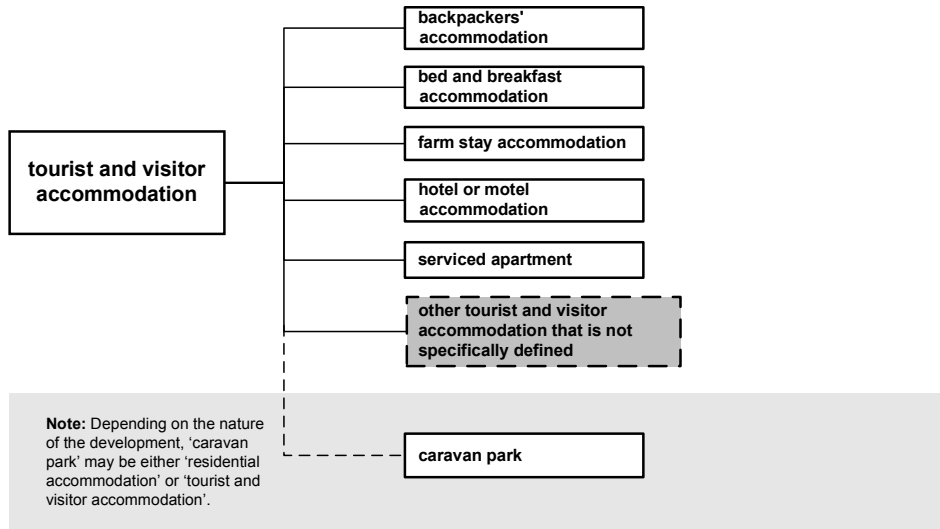 backpackers'
accommodation
bed and breakfast
accommodation
farm stay accommodation
tourist and visitor
accommodation
hotel or motel
accommodation
serviced apartment
other tourist and visitor
accommodation that is not
specifically defined
Note: Depending on the nature
of the development, ‘caravan
park’ may be either ‘residential
accommodation’ or ‘tourist and
visitor accommodation’.
caravan park